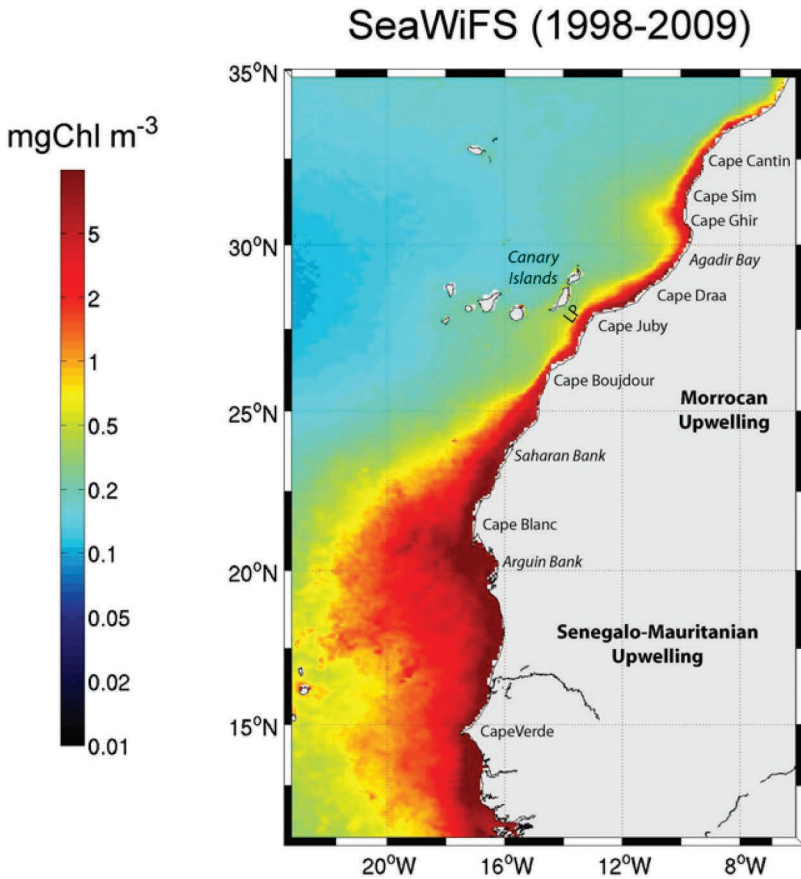 SeaWiFS (1998-2009)
mgChl m-3
5
2
1
0.5
0.2
0.1
0.05
0.02
0.01
35°N
30°N
25°N
20°N
15°N
20°W
16°W
12°W
8°W
Cape Cantin
Cape Sim
Cape Ghir
Agadir Bay
Canary
Islands
LP
Cape Draa
Cape Juby
Cape Boujdour
Morrocan
Upwelling
Saharan Bank
Cape Blanc
Arguin Bank
Senegalo-Mauritanian
Upwelling
CapeVerde